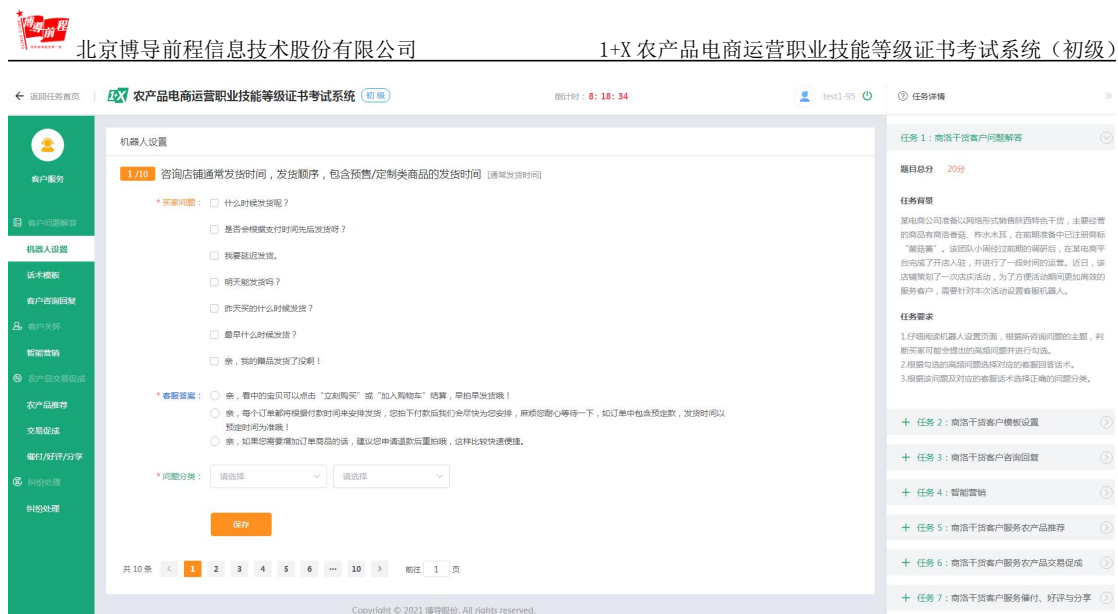 博导前程
北京博导前程信息技术股份有限公司
1+X 农产品电商运营职业技能等级证书考试系统（初级）
← 返回任务首页
1+X 农产品电商运营职业技能等级证书考试系统 初级
倒计时：8: 18: 34
test1-95
任务详情
客户服务
客户问题解答
机器人设置
话术模板
客户咨询回复
客户关怀
智能营销
农产品交易促成
农产品推荐
交易促成
催付/好评/分享
纠纷处理
纠纷处理
机器人设置
1/10 咨询店铺通常发货时间，发货顺序，包含预售/定制类商品的发货时间 [通常发货时间]
* 买家问题：
什么时候发货呢？
是否会根据支付时间先后发货呀？
我要延迟发货。
明天能发货吗？
昨天买的什么时候发货？
最早什么时候发货？
亲，我的赠品发货了没啊！
* 客服答案：
亲，看中的宝贝可以点击“立刻购买”或“加入购物车”结算，早拍早发货哦！
亲，每个订单都将根据付款时间来安排发货，您拍下付款后我们会尽快为您安排，麻烦您耐心等待一下，如订单中包含预定款，发货时间以
预定时间为准哦！
亲，如果您需要增加订单商品的话，建议您申请退款后重拍哦，这样比较快速便捷。
* 问题分类： 请选择 请选择
保存
共 10 条 < 1 2 3 4 5 6 ··· 10 > 前往 1 页
Copyright © 2021 博导股份. All rights reserved.
任务 1：商洛干货客户问题解答
题目总分 20分
任务背景
某电商公司准备以网络形式销售陕西特色干货，主要经营
的商品有商洛香菇、柞水木耳，在前期准备中已注册商标
“菌菇荟”。该团队小周经过前期的调研后，在某电商平
台完成了开店入驻，并进行了一段时间的运营。近日，该
店铺策划了一次店庆活动，为了方便活动期间更加高效的
服务客户，需要针对本次活动设置客服机器人。
任务要求
1.仔细阅读机器人设置页面，根据所咨询问题的主题，判
断买家可能会提出的高频问题并进行勾选。
2.根据勾选的高频问题选择对应的客服回答话术。
3.根据该问题及对应的客服话术选择正确的问题分类。
+ 任务 2：商洛干货客户模板设置
+ 任务 3：商洛干货客户咨询回复
+ 任务 4：智能营销
+ 任务 5：商洛干货客户服务农产品推荐
+ 任务 6：商洛干货客户服务农产品交易促成
+ 任务 7：商洛干货客户服务催付、好评与分享